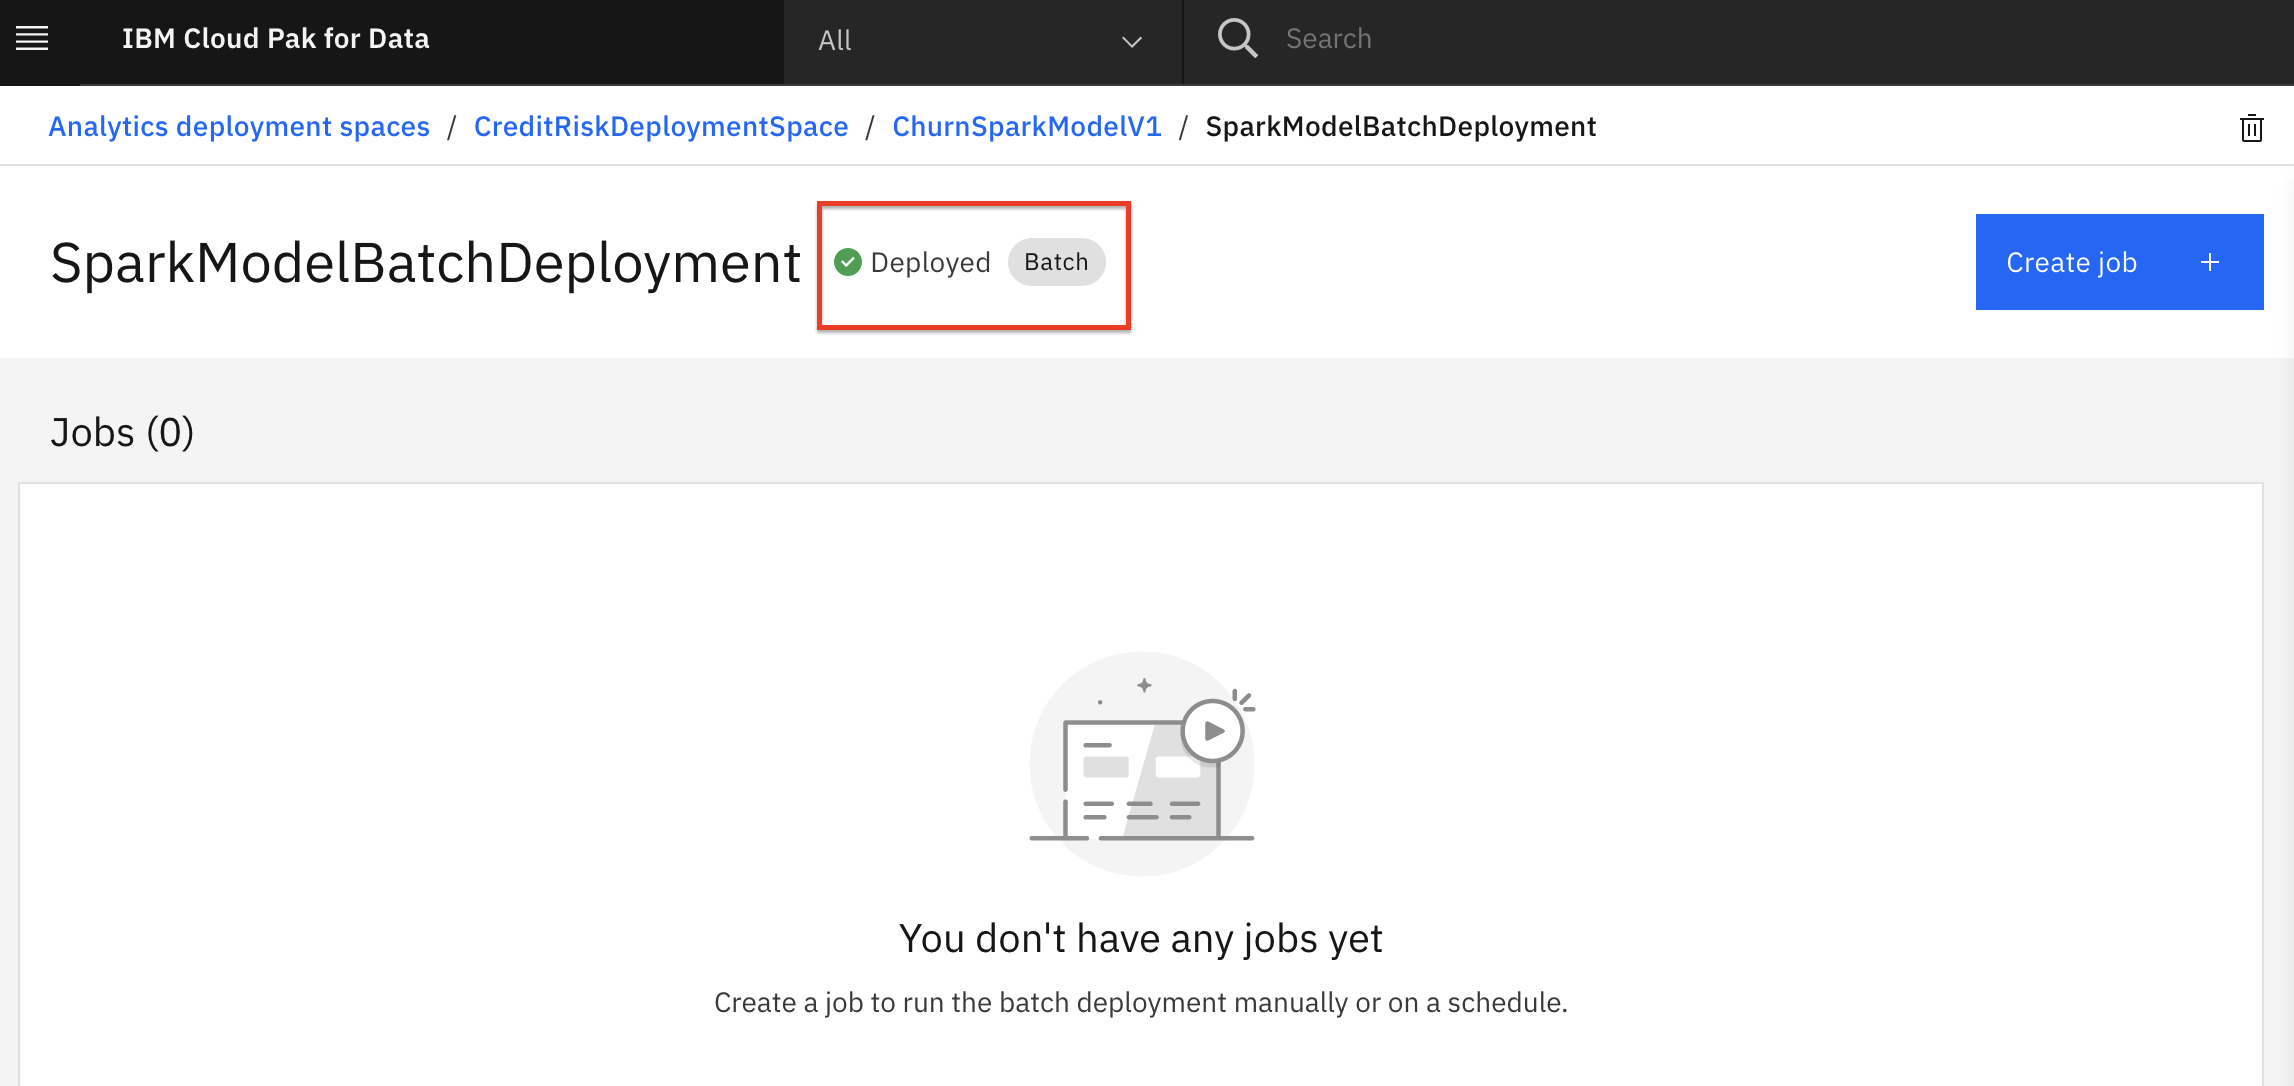 IBM Cloud Pak for Data
All
Search
Analytics deployment spaces / CreditRiskDeploymentSpace / ChurnSparkModelV1 / SparkModelBatchDeployment
SparkModelBatchDeployment Deployed Batch
Create job +
Jobs (0)
You don't have any jobs yet
Create a job to run the batch deployment manually or on a schedule.